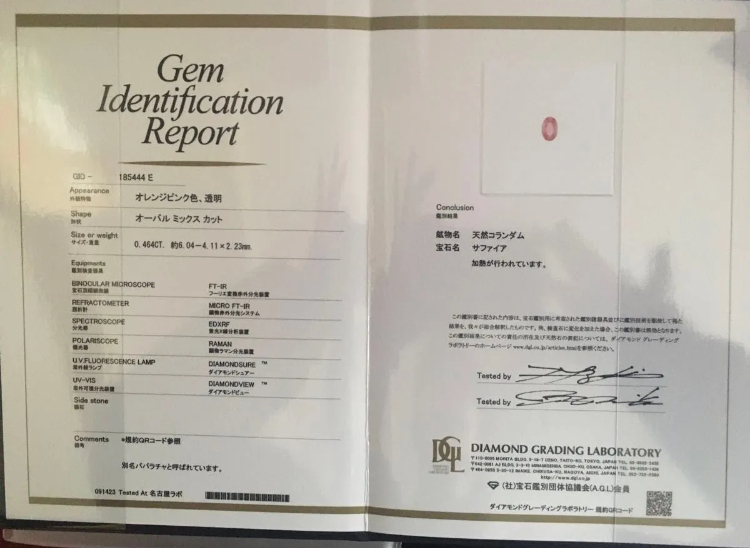 Gem
Identification
Report
GID - 185444 E
Appearance
外観特徴
オレンジピンク色、透明
Shape
形状
オーバル ミックス カット
Size or weight
サイズ・重量
0.464CT. 約6.04-4.11×2.23mm.
Equipments
鑑別検査器具
BINOCULAR MICROSCOPE
宝石顕微鏡
FT-IR
フーリエ変換赤外分光装置
REFRACTOMETER
屈折計
MICRO FT-IR
顕微赤外分光システム
SPECTROSCOPE
分光器
EDXRF
蛍光X線分析装置
POLARISCOPE
偏光器
RAMAN
顕微ラマン分光装置
U.V.FLUORESCENCE LAMP
紫外線ランプ
DIAMONDSURE ™
ダイアモンドシュアー
UV-VIS
紫外可視分光装置
DIAMONDVIEW ™
ダイアモンドビュー
Side stone
脇石
Comments
備考
*規約QRコード参照
別名パパラチャと呼ばれています。
091423 Tested At 名古屋ラボ
Conclusion
鑑別結果
鉱物名 天然コランダム
宝石名 サファイア
加熱が行われています。
Tested by
Tested by
DGL
DIAMOND GRADING LABORATORY
http://www.dgl.co.jp
(社)宝石鑑別団体協議会(A.G.L)会員
ダイアモンドグレーディングラボラトリー 規約QRコード